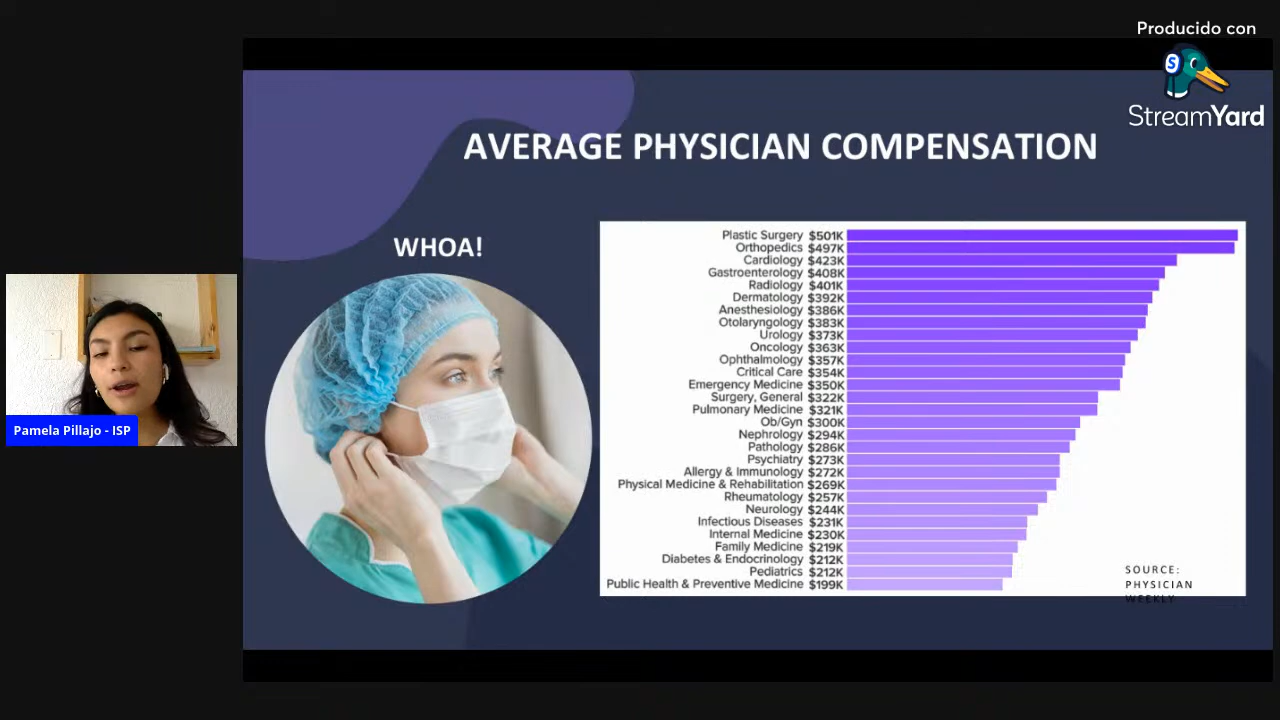 Producido con
StreamYard
AVERAGE PHYSICIAN COMPENSATION
WHOA!
Plastic Surgery $501K
Orthopedics $497K
Cardiology $423K
Gastroenterology $408K
Radiology $401K
Dermatology $392K
Anesthesiology $386K
Otolaryngology $383K
Urology $373K
Oncology $363K
Ophthalmology $357K
Critical Care $354K
Emergency Medicine $350K
Surgery, General $322K
Pulmonary Medicine $321K
Ob/Gyn $300K
Nephrology $294K
Pathology $286K
Psychiatry $273K
Allergy & Immunology $272K
Physical Medicine & Rehabilitation $269K
Rheumatology $257K
Neurology $244K
Infectious Diseases $231K
Internal Medicine $230K
Family Medicine $219K
Diabetes & Endocrinology $212K
Pediatrics $212K
Public Health & Preventive Medicine $199K
SOURCE:
PHYSICIAN
WEEKLY
Pamela Pillajo - ISP